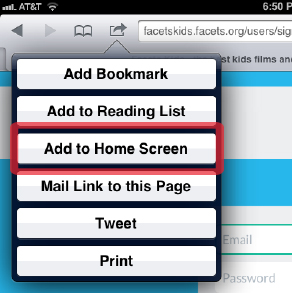 AT&T 6:50 P
facetskids.facets.org/users/sig
st kids films and
Add Bookmark
Add to Reading List
Add to Home Screen
Mail Link to this Page
Tweet
Print
Email
Password